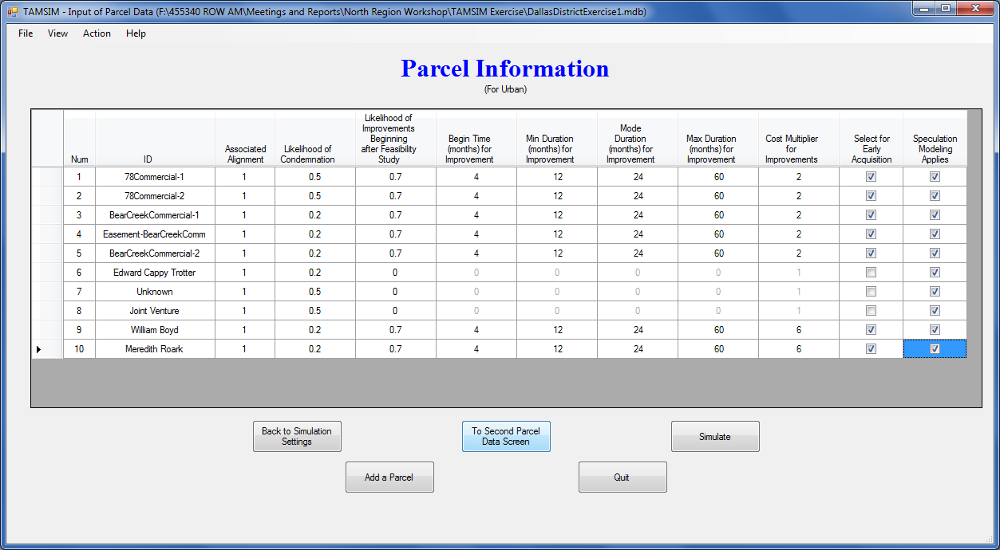 TAMSIM - Input of Parcel Data (F:\455340 ROW AM\Meetings and Reports\North Region Workshop\TAMSIM Exercise\DallasDistrictExercise1.mdb)
File View Action Help
Parcel Information
(For Urban)
Num ID Associated Alignment Likelihood of Condemnation Likelihood of Improvements Beginning after Feasibility Study Begin Time (months) for Improvement Min Duration (months) for Improvement Mode Duration (months) for Improvement Max Duration (months) for Improvement Cost Multiplier for Improvements Select for Early Acquisition Speculation Modeling Applies
1 78Commercial-1 1 0.5 0.7 4 12 24 60 2
2 78Commercial-2 1 0.5 0.7 4 12 24 60 2
3 BearCreekCommercial-1 1 0.2 0.7 4 12 24 60 2
4 Easement-BearCreekComm 1 0.2 0.7 4 12 24 60 2
5 BearCreekCommercial-2 1 0.2 0.7 4 12 24 60 2
6 Edward Cappy Trotter 1 0.2 0 0 0 0 0 1
7 Unknown 1 0.5 0 0 0 0 0 1
8 Joint Venture 1 0.5 0 0 0 0 0 1
9 William Boyd 1 0.2 0.7 4 12 24 60 6
10 Meredith Roark 1 0.2 0.7 4 12 24 60 6
Back to Simulation Settings
To Second Parcel Data Screen
Simulate
Add a Parcel
Quit